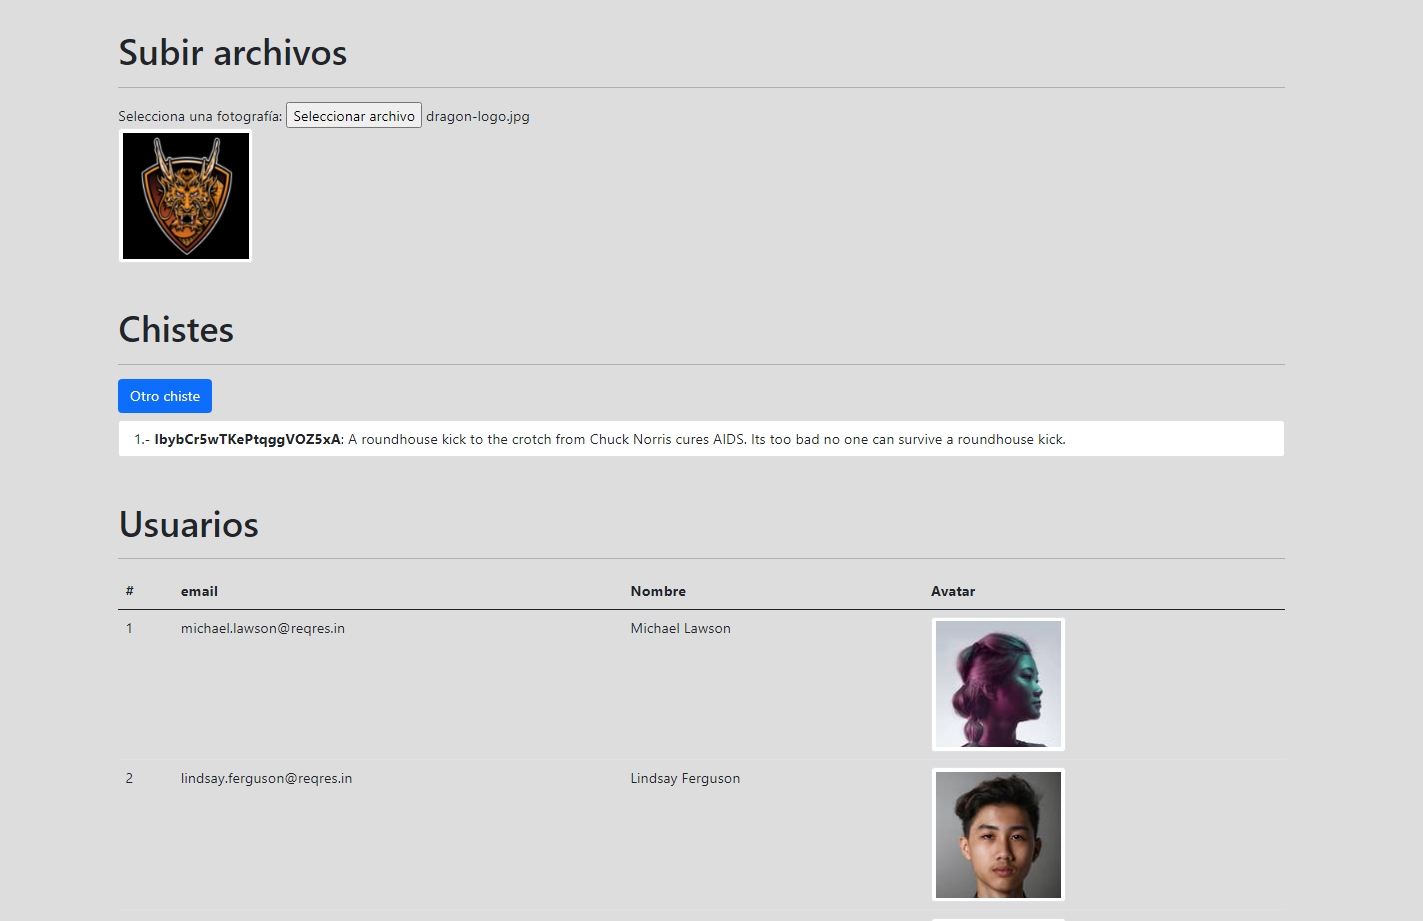 Subir archivos
Selecciona una fotografía: Seleccionar archivo dragon-logo.jpg
Chistes
Otro chiste
1.- lbybCr5wTKePtqggVOZ5xA: A roundhouse kick to the crotch from Chuck Norris cures AIDS. Its too bad no one can survive a roundhouse kick.
Usuarios
# email Nombre Avatar
1 michael.lawson@reqres.in Michael Lawson
2 lindsay.ferguson@reqres.in Lindsay Ferguson